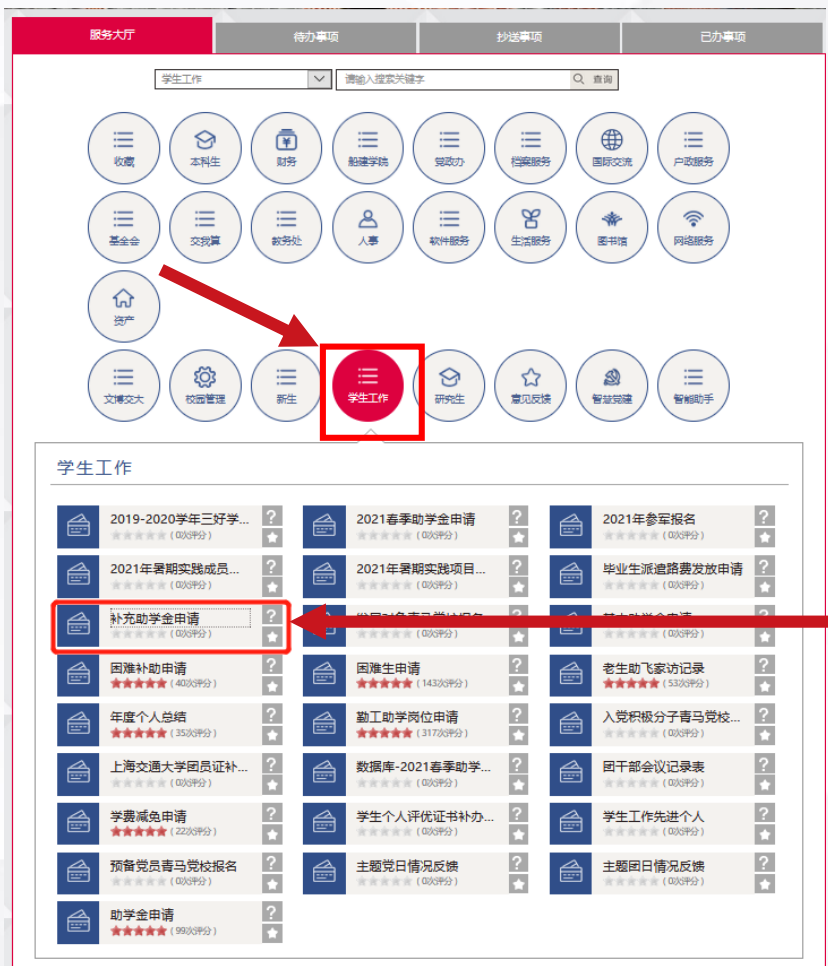 服务大厅 待办事项 抄送事项 已办事项
学生工作 请输入搜索关键字 查询
收藏 本科生 财务 船建学院 党政办 档案服务 国际交流 户政服务
基金会 交我算 教务处 人事 软件服务 生活服务 图书馆 网络服务
资产
文博交大 校园管理 新生 学生工作 研究生 意见反馈 智慧党建 智能助手
学生工作
2019-2020学年三好学... ? 2021春季助学金申请 ? 2021年参军报名 ?
(0次评分) (0次评分) (0次评分)
2021年暑期实践成员... ? 2021年暑期实践项目... ? 毕业生派遣路费发放申请 ?
(0次评分) (0次评分) (0次评分)
补充助学金申请 ?
(0次评分) (0次评分) (0次评分)
困难补助申请 ? 困难生申请 ? 老生助飞家访记录 ?
(40次评分) (143次评分) (53次评分)
年度个人总结 ? 勤工助学岗位申请 ? 入党积极分子青马党校... ?
(35次评分) (317次评分) (0次评分)
上海交通大学团员证补... ? 数据库-2021春季助学... ? 团干部会议记录表 ?
(0次评分) (0次评分) (0次评分)
学费减免申请 ? 学生个人评优证书补办... ? 学生工作先进个人 ?
(22次评分) (0次评分) (0次评分)
预备党员青马党校报名 ? 主题党日情况反馈 ? 主题团日情况反馈 ?
(0次评分) (0次评分) (0次评分)
助学金申请 ?
(99次评分)